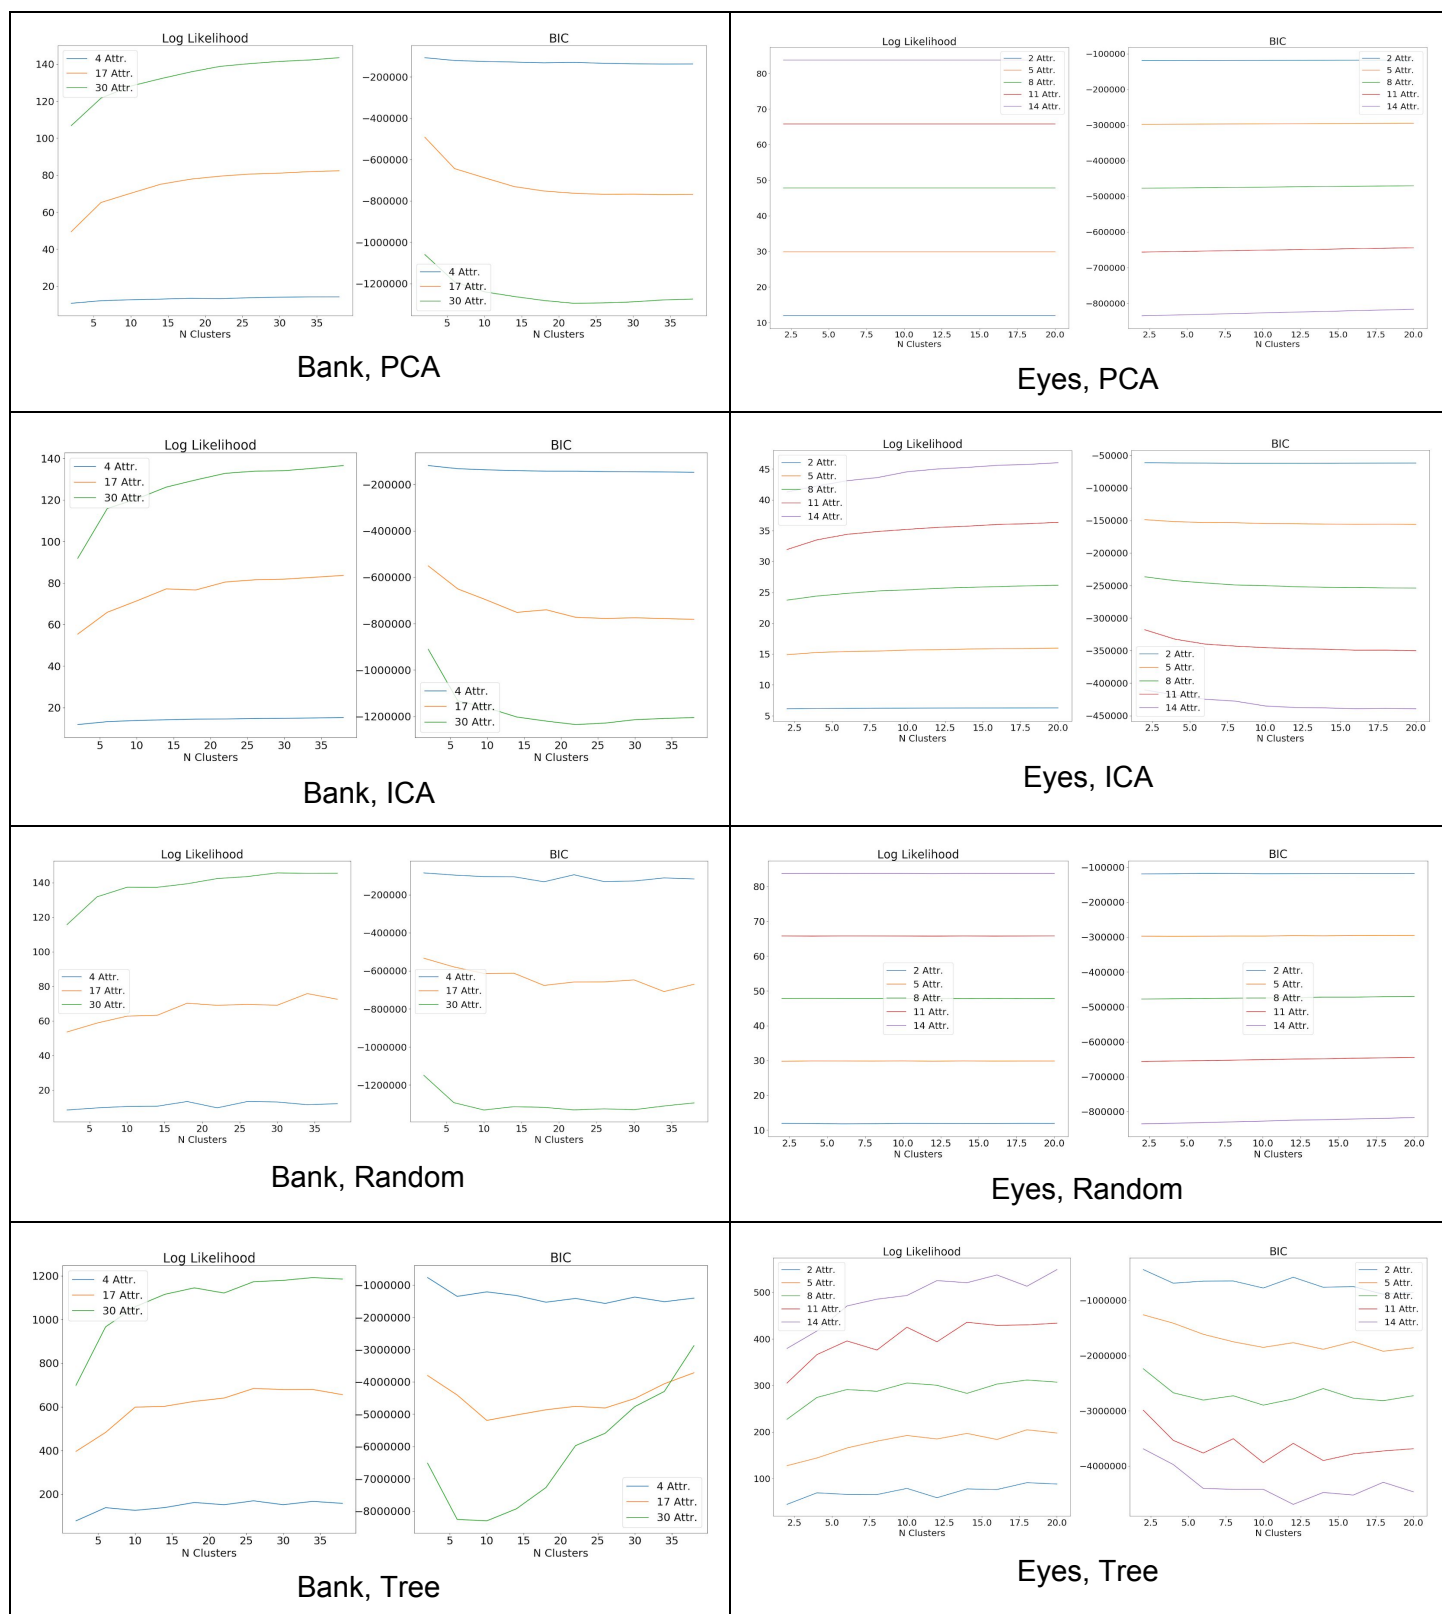 Log Likelihood
4 Attr.
17 Attr.
30 Attr.
140
120
100
80
60
40
20
5 10 15 20 25 30 35
N Clusters
BIC
−200000
−400000
−600000
−800000
−1000000
−1200000
4 Attr.
17 Attr.
30 Attr.
5 10 15 20 25 30 35
N Clusters
Bank, PCA
Log Likelihood
2 Attr.
5 Attr.
8 Attr.
11 Attr.
14 Attr.
80
70
60
50
40
30
20
10
2.5 5.0 7.5 10.0 12.5 15.0 17.5 20.0
N Clusters
BIC
2 Attr.
5 Attr.
8 Attr.
11 Attr.
14 Attr.
−100000
−200000
−300000
−400000
−500000
−600000
−700000
−800000
2.5 5.0 7.5 10.0 12.5 15.0 17.5 20.0
N Clusters
Eyes, PCA
Log Likelihood
4 Attr.
17 Attr.
30 Attr.
140
120
100
80
60
40
20
5 10 15 20 25 30 35
N Clusters
BIC
−200000
−400000
−600000
−800000
−1000000
−1200000
4 Attr.
17 Attr.
30 Attr.
5 10 15 20 25 30 35
N Clusters
Bank, ICA
Log Likelihood
2 Attr.
5 Attr.
8 Attr.
11 Attr.
14 Attr.
45
40
35
30
25
20
15
10
5
2.5 5.0 7.5 10.0 12.5 15.0 17.5 20.0
N Clusters
BIC
−50000
−100000
−150000
−200000
−250000
−300000
−350000
−400000
−450000
2 Attr.
5 Attr.
8 Attr.
11 Attr.
14 Attr.
2.5 5.0 7.5 10.0 12.5 15.0 17.5 20.0
N Clusters
Eyes, ICA
Log Likelihood
140
120
100
80
60
40
20
4 Attr.
17 Attr.
30 Attr.
5 10 15 20 25 30 35
N Clusters
BIC
−200000
−400000
−600000
−800000
−1000000
−1200000
4 Attr.
17 Attr.
30 Attr.
5 10 15 20 25 30 35
N Clusters
Bank, Random
Log Likelihood
80
70
60
50
40
30
20
10
2 Attr.
5 Attr.
8 Attr.
11 Attr.
14 Attr.
2.5 5.0 7.5 10.0 12.5 15.0 17.5 20.0
N Clusters
BIC
−100000
−200000
−300000
−400000
−500000
−600000
−700000
−800000
2 Attr.
5 Attr.
8 Attr.
11 Attr.
14 Attr.
2.5 5.0 7.5 10.0 12.5 15.0 17.5 20.0
N Clusters
Eyes, Random
Log Likelihood
4 Attr.
17 Attr.
30 Attr.
1200
1000
800
600
400
200
5 10 15 20 25 30 35
N Clusters
BIC
−1000000
−2000000
−3000000
−4000000
−5000000
−6000000
−7000000
−8000000
4 Attr.
17 Attr.
30 Attr.
5 10 15 20 25 30 35
N Clusters
Bank, Tree
Log Likelihood
2 Attr.
5 Attr.
8 Attr.
11 Attr.
14 Attr.
500
400
300
200
100
2.5 5.0 7.5 10.0 12.5 15.0 17.5 20.0
N Clusters
BIC
2 Attr.
5 Attr.
8 Attr.
11 Attr.
14 Attr.
−1000000
−2000000
−3000000
−4000000
2.5 5.0 7.5 10.0 12.5 15.0 17.5 20.0
N Clusters
Eyes, Tree